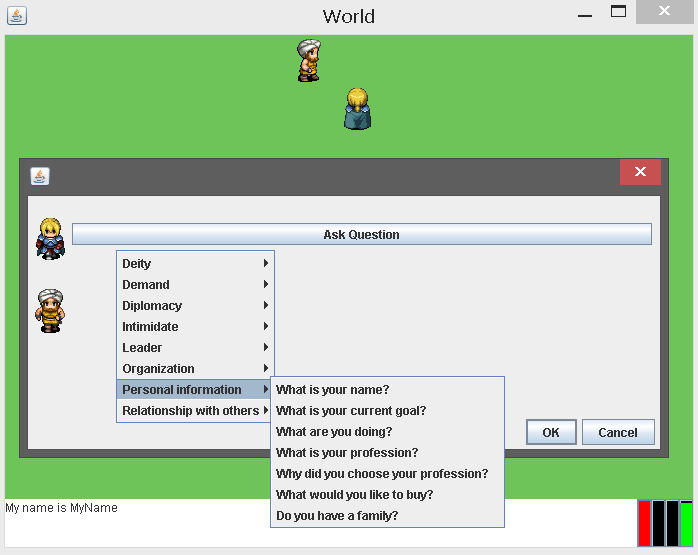 World
Ask Question
Deity
Demand
Diplomacy
Intimidate
Leader
Organization
Personal information
Relationship with others
What is your name?
What is your current goal?
What are you doing?
What is your profession?
Why did you choose your profession?
What would you like to buy?
Do you have a family?
OK
Cancel
My name is MyName